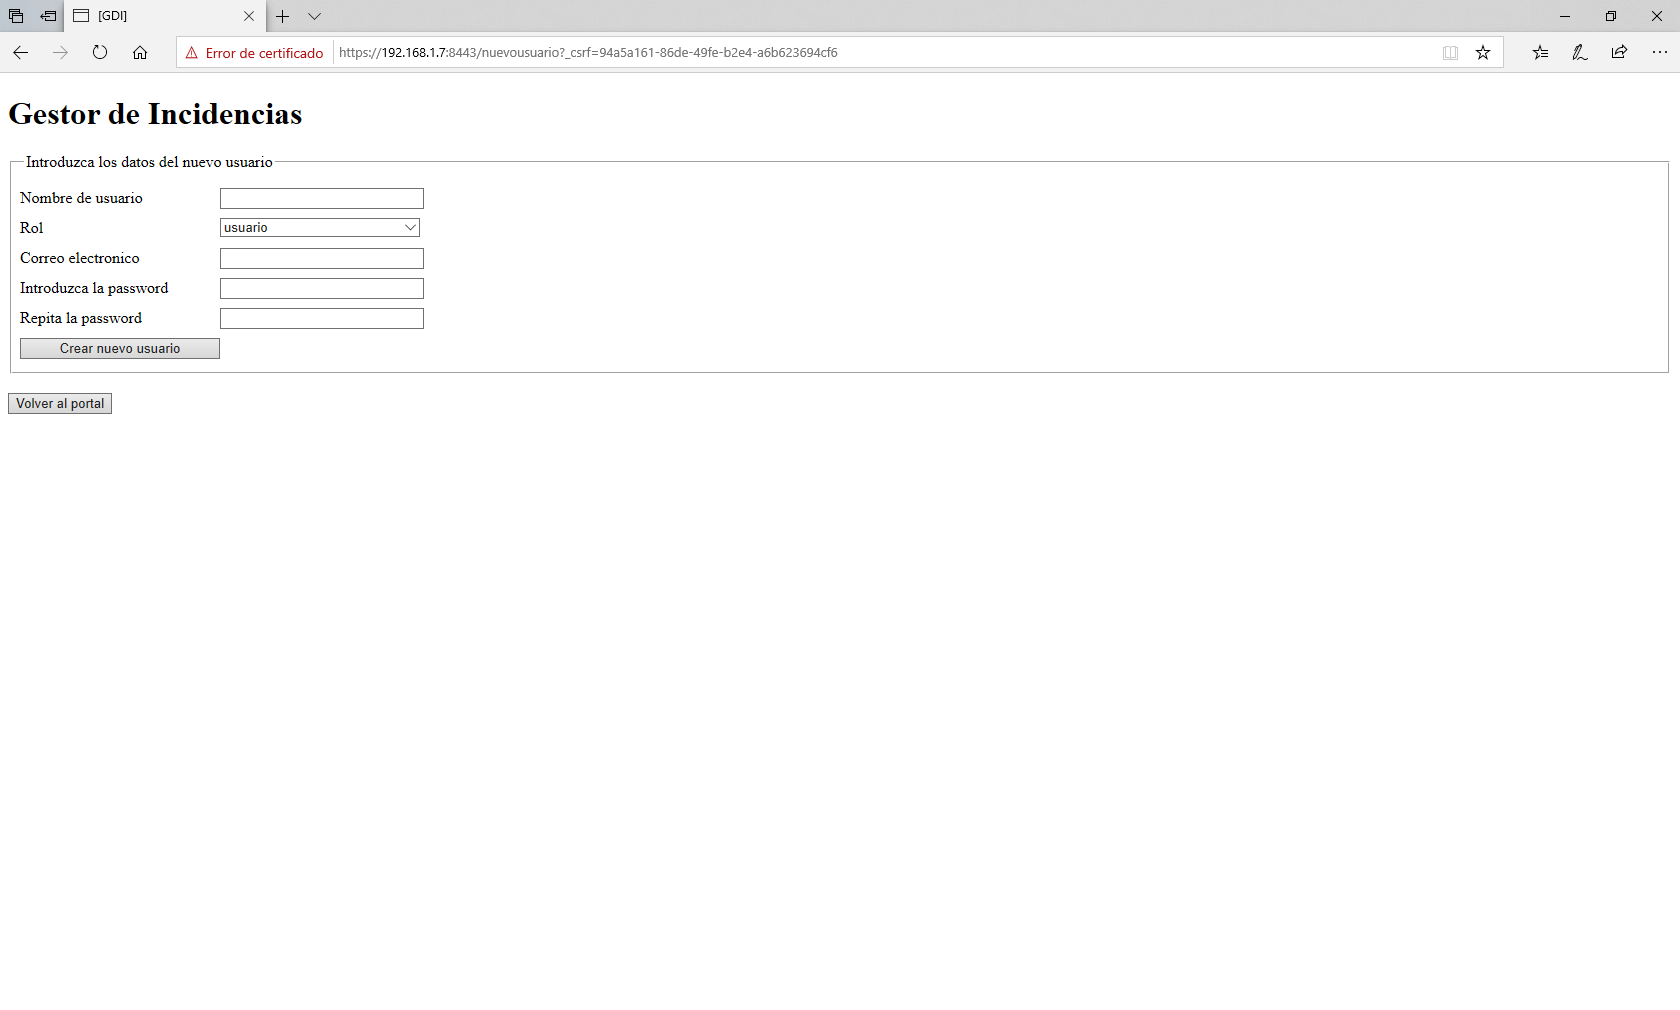 [GDI]
Error de certificado
https://192.168.1.7:8443/nuevousuario?_csrf=94a5a161-86de-49fe-b2e4-a6b623694cf6
Gestor de Incidencias
Introduzca los datos del nuevo usuario
Nombre de usuario
Rol usuario
Correo electronico
Introduzca la password
Repita la password
Crear nuevo usuario
Volver al portal